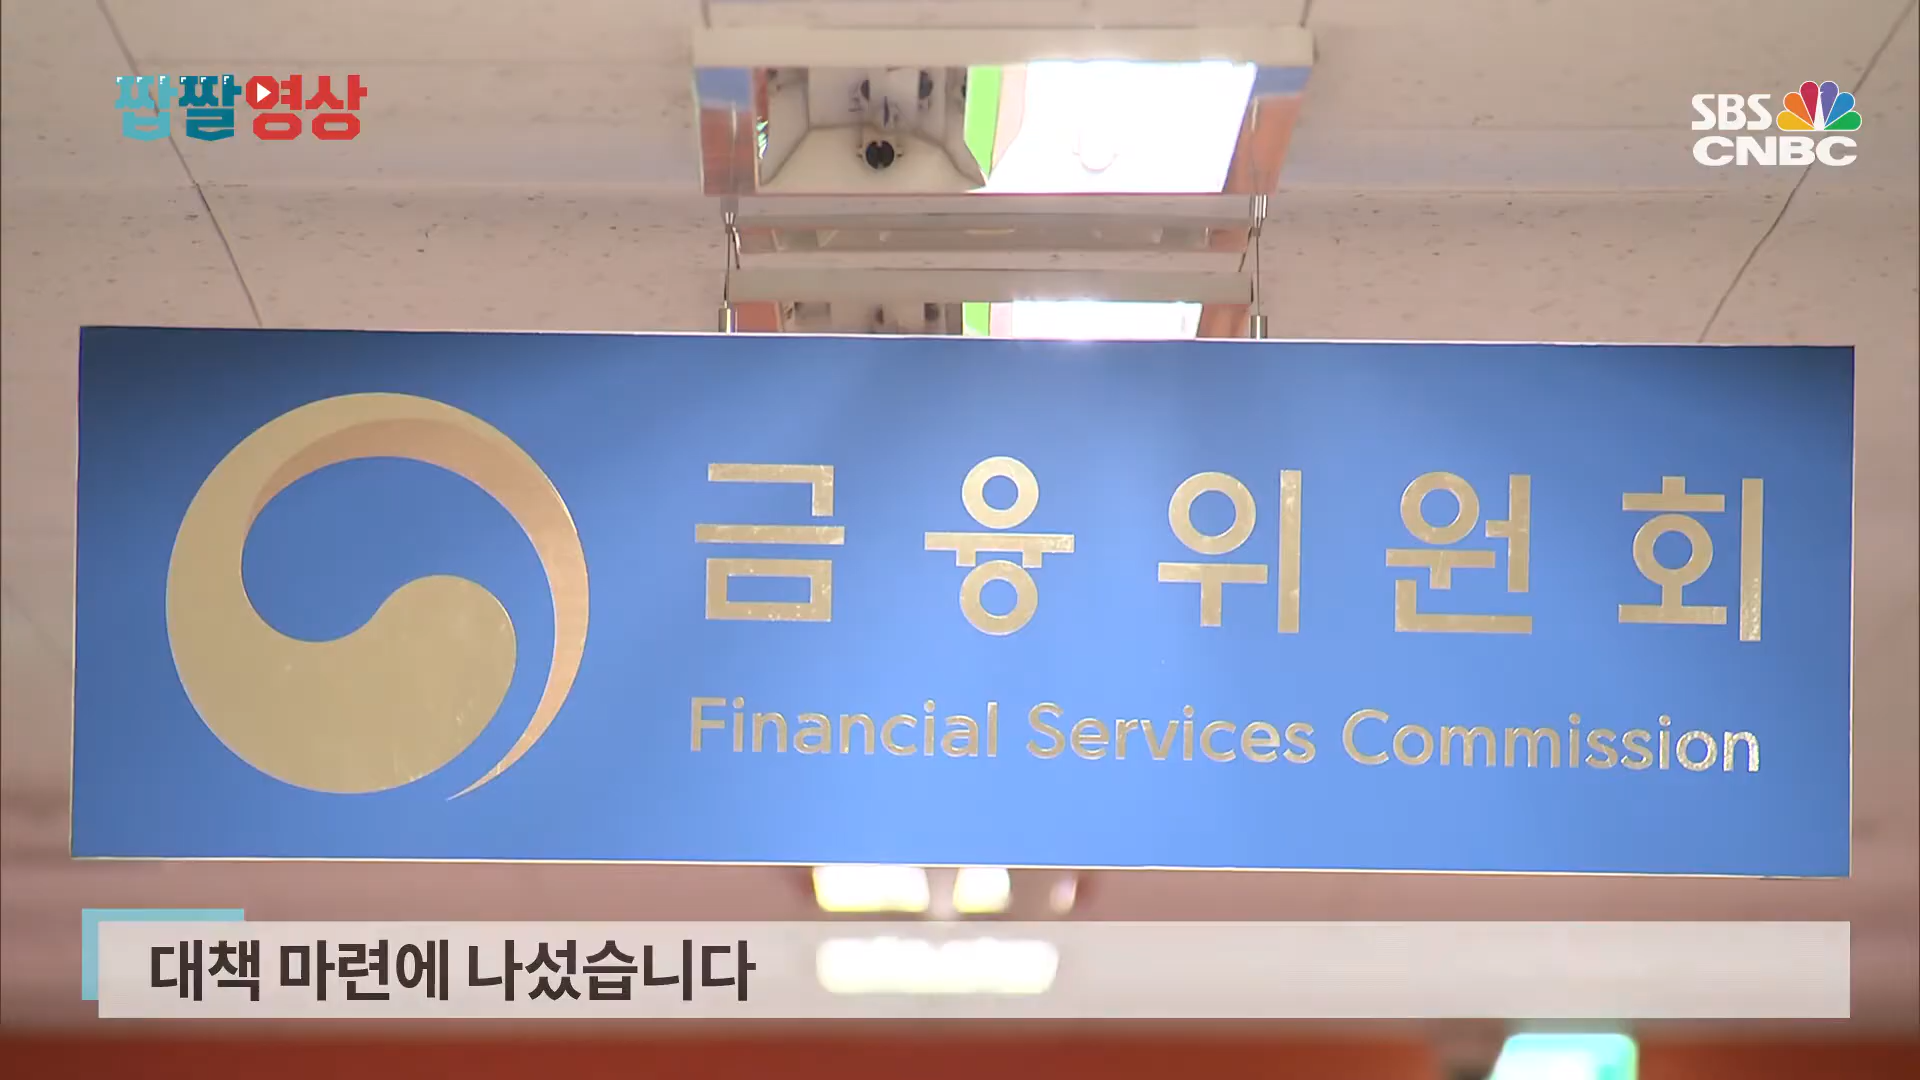 짭짤영상
SBS
CNBC
금융위원회
Financial Services Commission
대책 마련에 나섰습니다